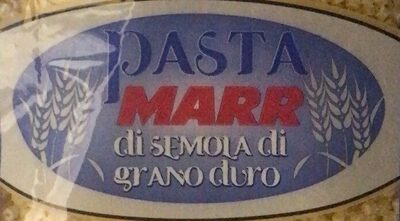 PASTA
MARR
di SEMOLA di
GRANO DURO